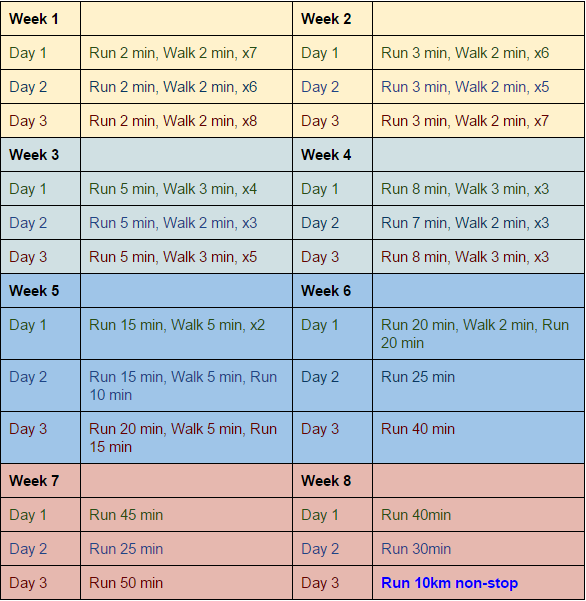 Week 1 Week 2
Day 1 Run 2 min, Walk 2 min, x7 Day 1 Run 3 min, Walk 2 min, x6
Day 2 Run 2 min, Walk 2 min, x6 Day 2 Run 3 min, Walk 2 min, x5
Day 3 Run 2 min, Walk 2 min, x8 Day 3 Run 3 min, Walk 2 min, x7
Week 3 Week 4
Day 1 Run 5 min, Walk 3 min, x4 Day 1 Run 8 min, Walk 3 min, x3
Day 2 Run 5 min, Walk 2 min, x3 Day 2 Run 7 min, Walk 2 min, x3
Day 3 Run 5 min, Walk 3 min, x5 Day 3 Run 8 min, Walk 3 min, x3
Week 5 Week 6
Day 1 Run 15 min, Walk 5 min, x2 Day 1 Run 20 min, Walk 2 min, Run
20 min
Day 2 Run 15 min, Walk 5 min, Run Day 2 Run 25 min
10 min
Day 3 Run 20 min, Walk 5 min, Run Day 3 Run 40 min
15 min
Week 7 Week 8
Day 1 Run 45 min Day 1 Run 40min
Day 2 Run 25 min Day 2 Run 30min
Day 3 Run 50 min Day 3 Run 10km non-stop